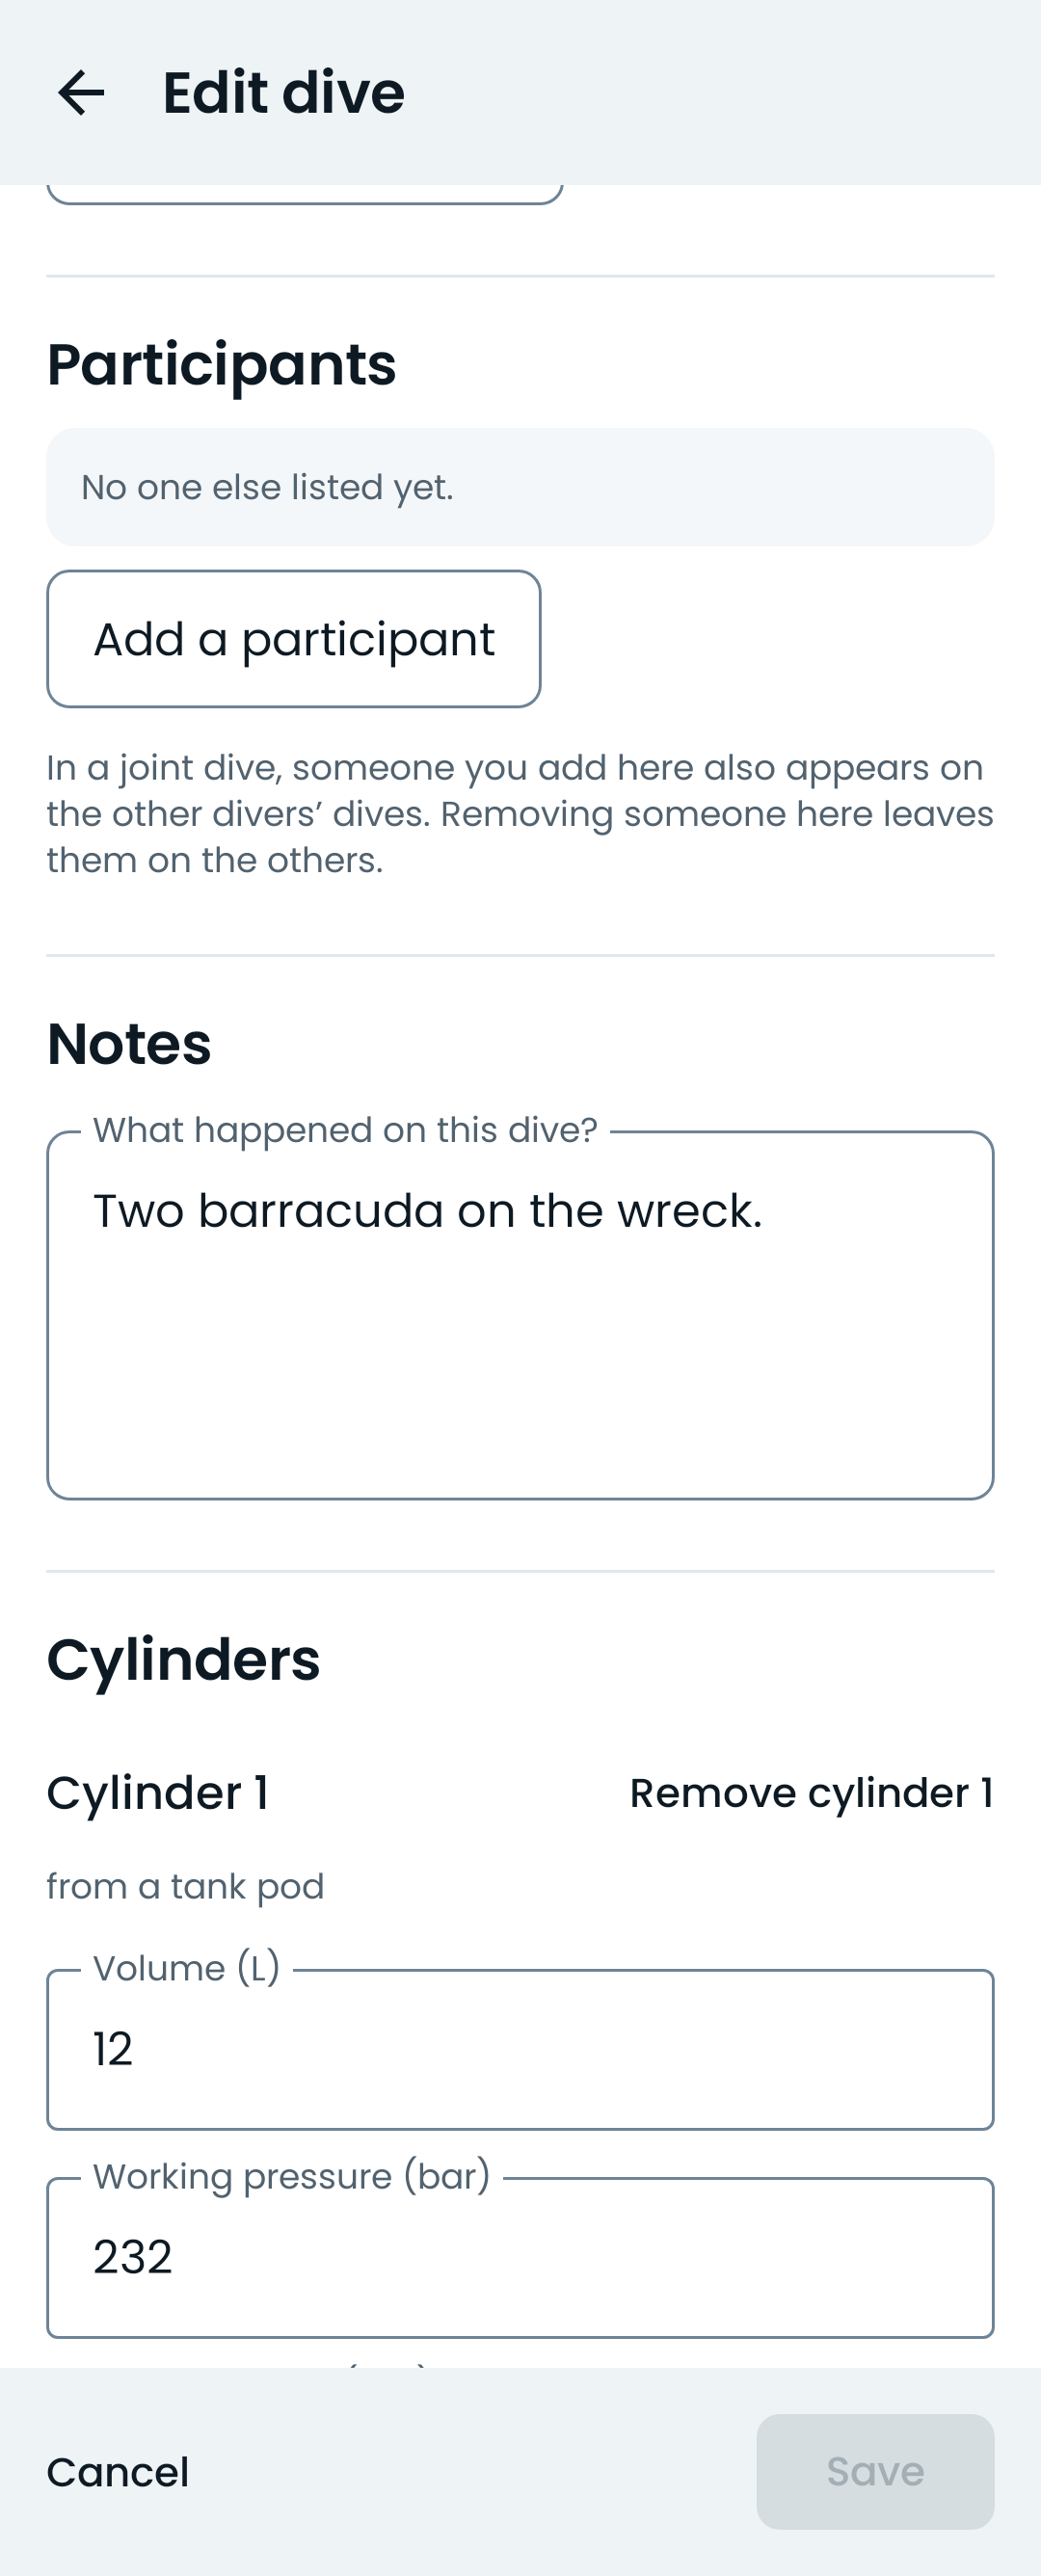 Edit dive
Participants
No one else listed yet.
Add a participant
In a joint dive, someone you add here also appears on
the other divers’ dives. Removing someone here leaves
them on the others.
Notes
What happened on this dive?
Two barracuda on the wreck.
Cylinders
Cylinder 1
Remove cylinder 1
from a tank pod
Volume (L)
12
Working pressure (bar)
232
Cancel
Save